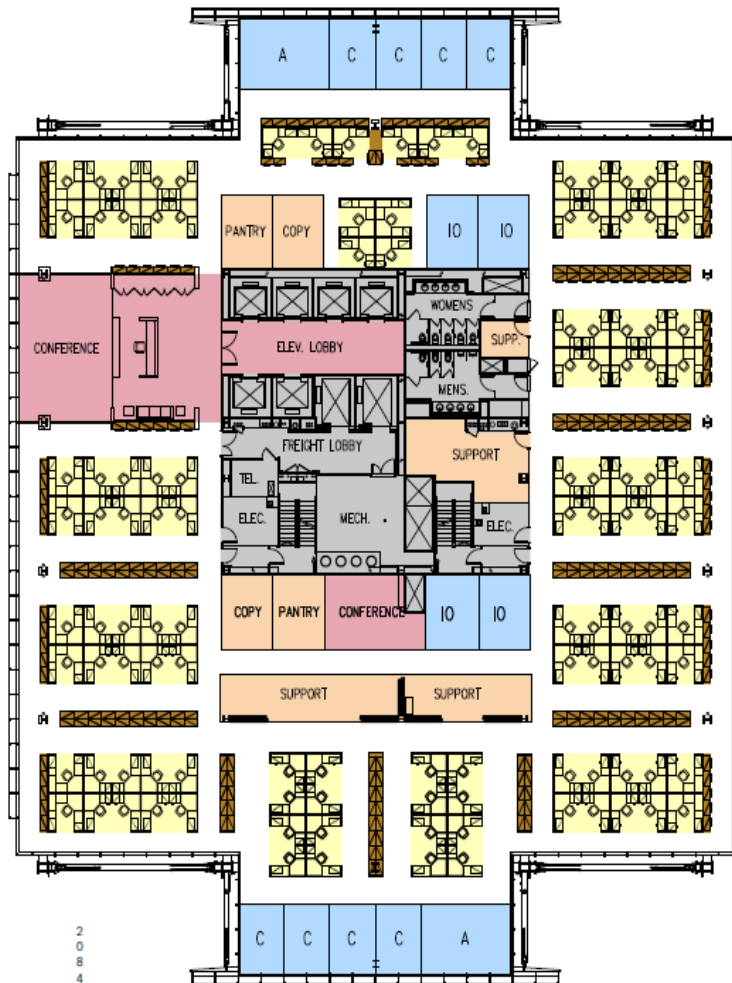 A C C C C
PANTRY COPY IO IO
WOMENS
CONFERENCE ELEV. LOBBY SUPP.
MENS.
FREIGHT LOBBY SUPPORT
TEL.
ELEC. MECH. ELEC.
COPY PANTRY CONFERENCE IO IO
SUPPORT SUPPORT
C C C C A
2
0
8
4